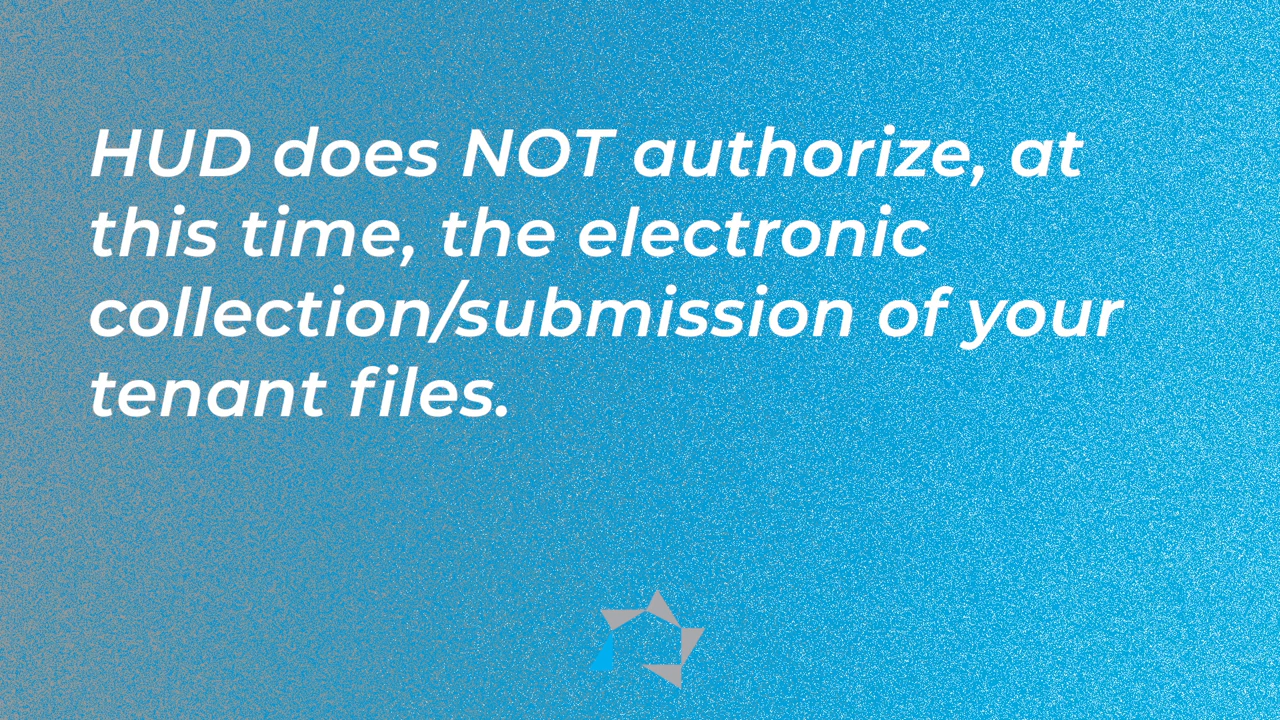 HUD does NOT authorize, at
this time, the electronic
collection/submission of your
tenant files.